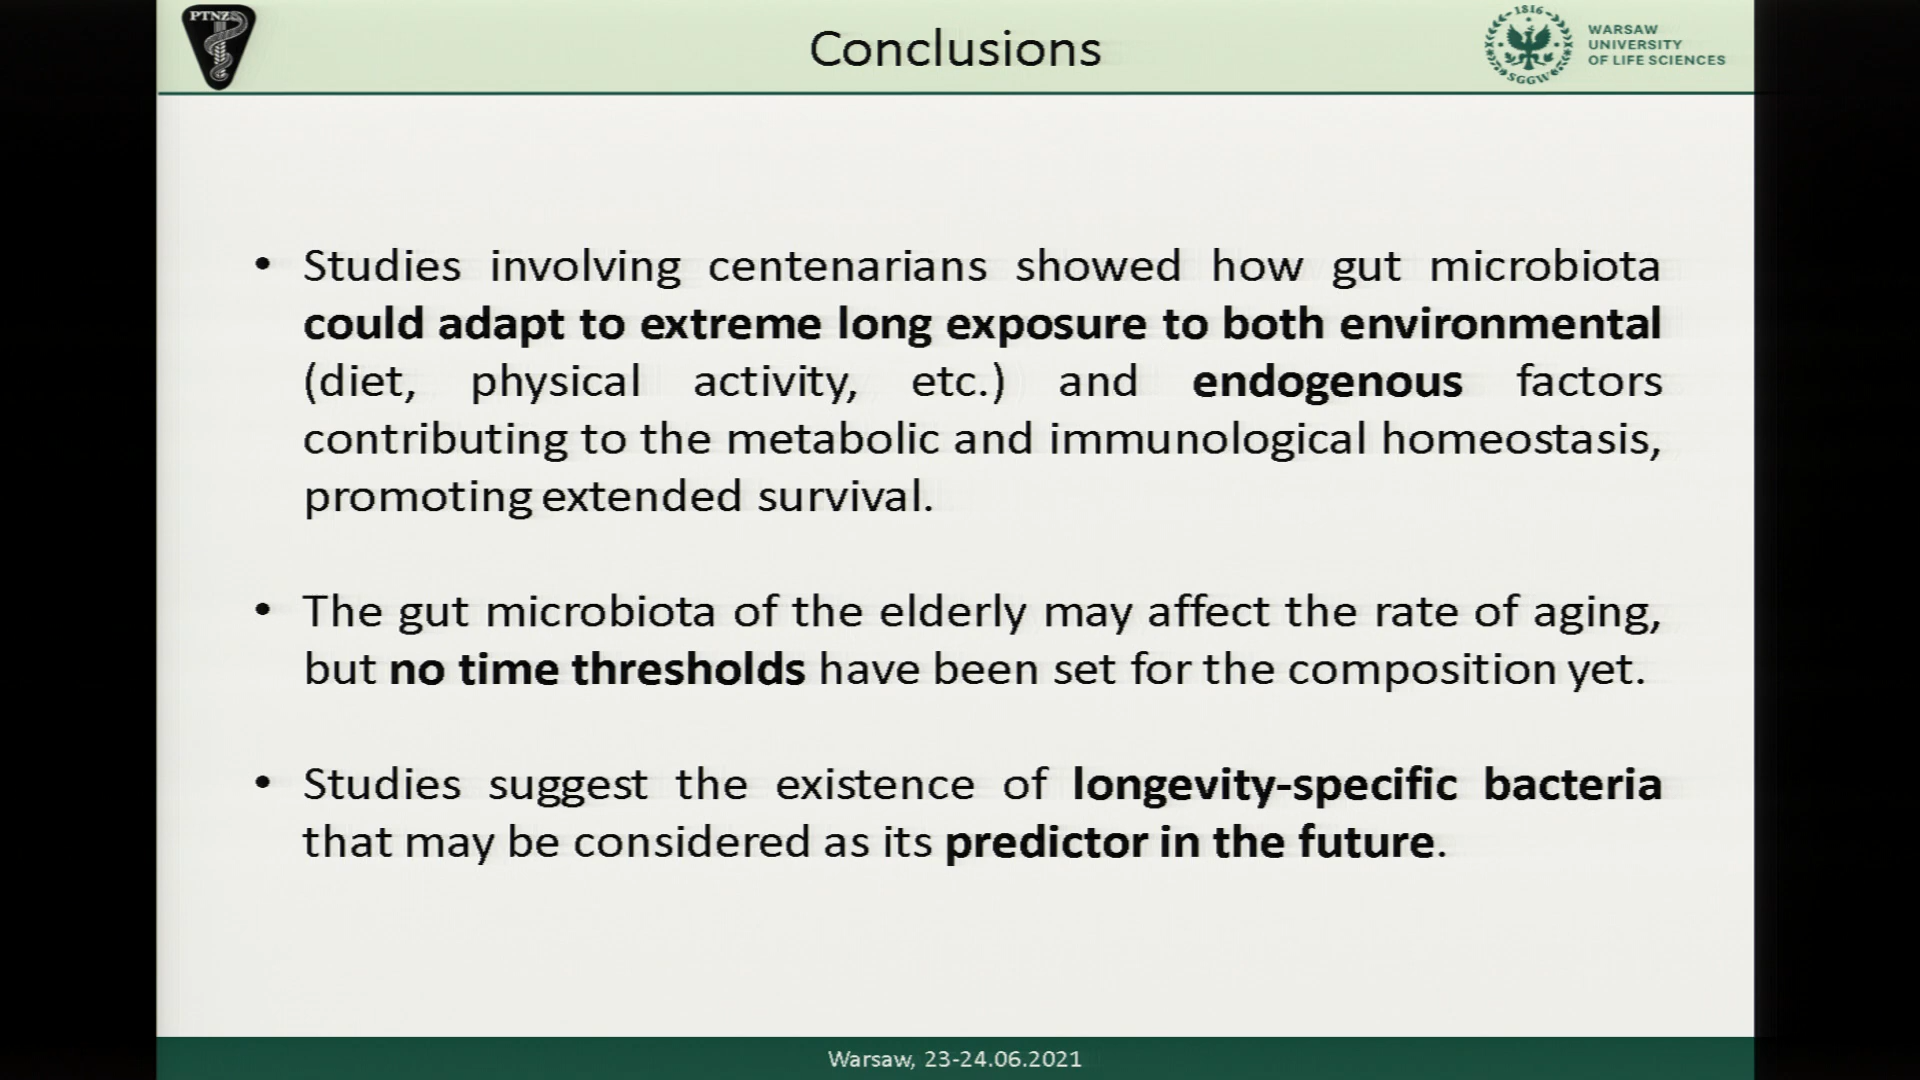 PTNZ
Conclusions
1816
SGGW
WARSAW
UNIVERSITY
OF LIFE SCIENCES
• Studies involving centenarians showed how gut microbiota
could adapt to extreme long exposure to both environmental
(diet, physical activity, etc.) and endogenous factors
contributing to the metabolic and immunological homeostasis,
promoting extended survival.
• The gut microbiota of the elderly may affect the rate of aging,
but no time thresholds have been set for the composition yet.
• Studies suggest the existence of longevity-specific bacteria
that may be considered as its predictor in the future.
Warsaw, 23-24.06.2021